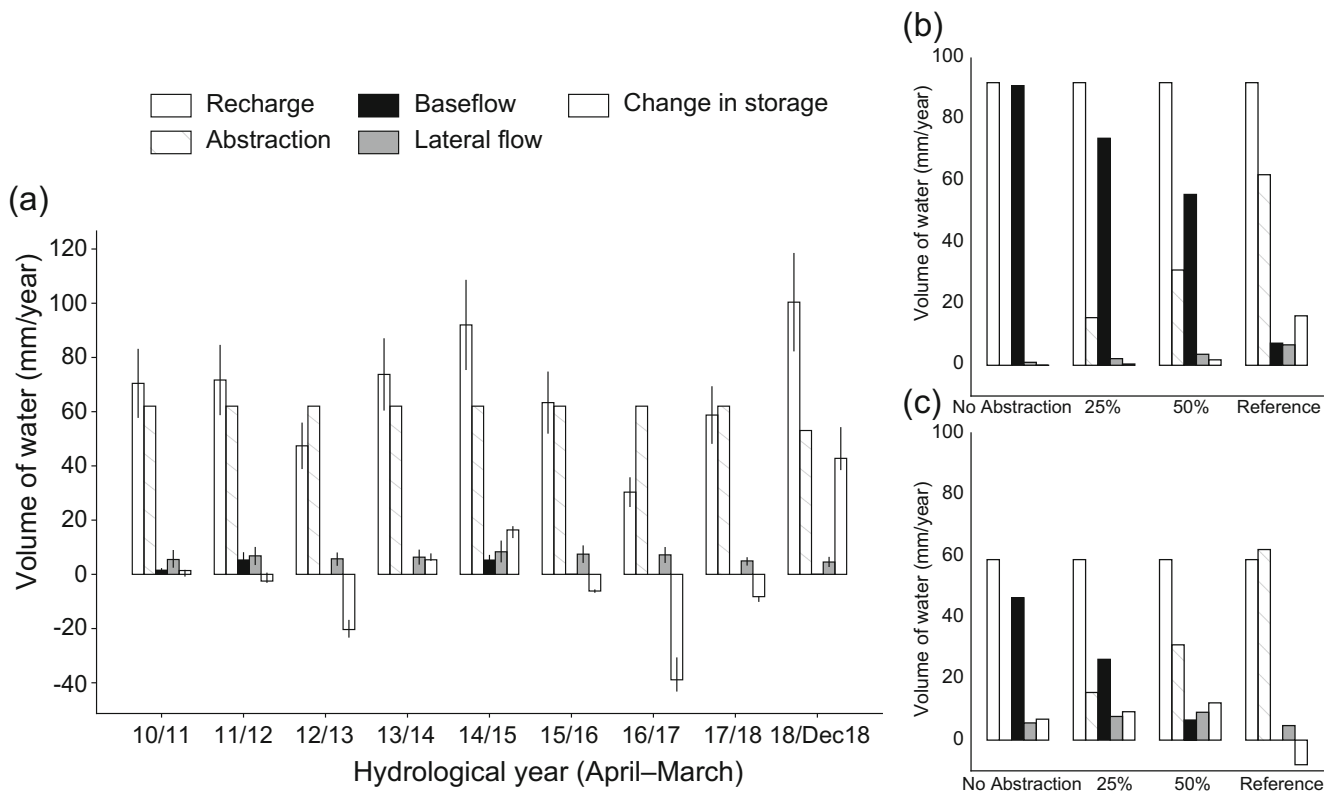 Recharge
Baseflow
Change in storage
Abstraction
Lateral flow
(a)
Volume of water (mm/year)
120
100
80
60
40
20
0
-20
-40
10/11 11/12 12/13 13/14 14/15 15/16 16/17 17/18 18/Dec18
Hydrological year (April–March)
(b)
Volume of water (mm/year)
100
80
60
40
20
0
No Abstraction 25% 50% Reference
(c)
Volume of water (mm/year)
100
80
60
40
20
0
No Abstraction 25% 50% Reference